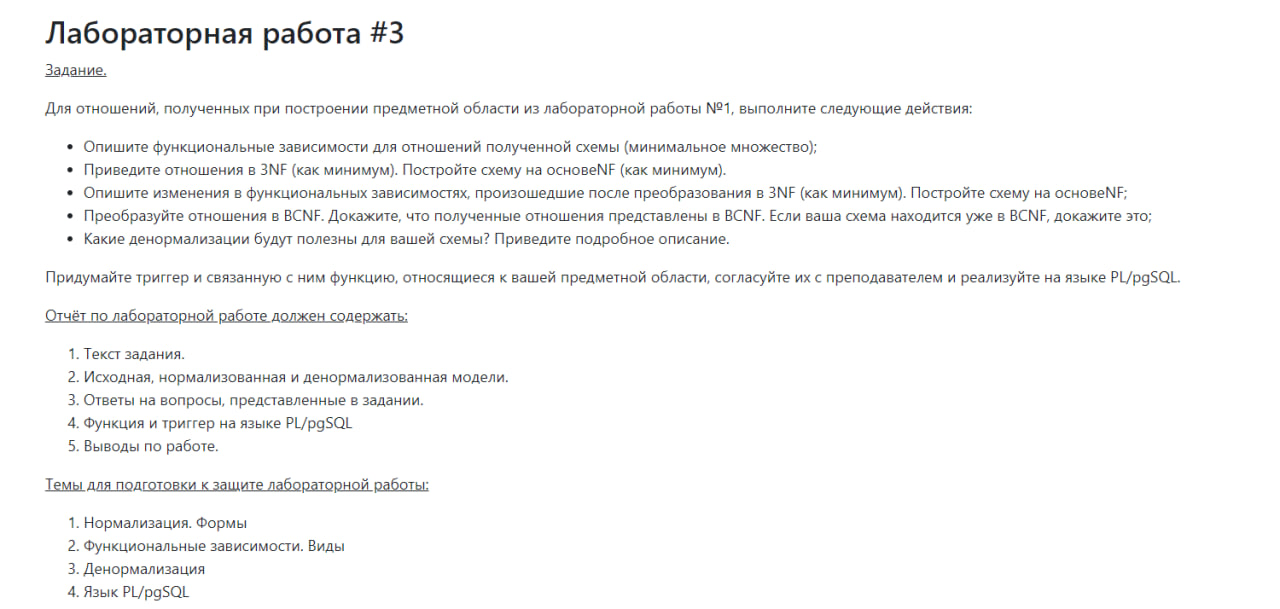 Лабораторная работа #3
Задание.
Для отношений, полученных при построении предметной области из лабораторной работы №1, выполните следующие действия:
• Опишите функциональные зависимости для отношений полученной схемы (минимальное множество);
• Приведите отношения в 3NF (как минимум). Постройте схему на основеNF (как минимум).
• Опишите изменения в функциональных зависимостях, произошедшие после преобразования в 3NF (как минимум). Постройте схему на основеNF;
• Преобразуйте отношения в BCNF. Докажите, что полученные отношения представлены в BCNF. Если ваша схема находится уже в BCNF, докажите это;
• Какие денормализации будут полезны для вашей схемы? Приведите подробное описание.
Придумайте триггер и связанную с ним функцию, относящиеся к вашей предметной области, согласуйте их с преподавателем и реализуйте на языке PL/pgSQL.
Отчёт по лабораторной работе должен содержать:
1. Текст задания.
2. Исходная, нормализованная и денормализованная модели.
3. Ответы на вопросы, представленные в задании.
4. Функция и триггер на языке PL/pgSQL
5. Выводы по работе.
Темы для подготовки к защите лабораторной работы:
1. Нормализация. Формы
2. Функциональные зависимости. Виды
3. Денормализация
4. Язык PL/pgSQL